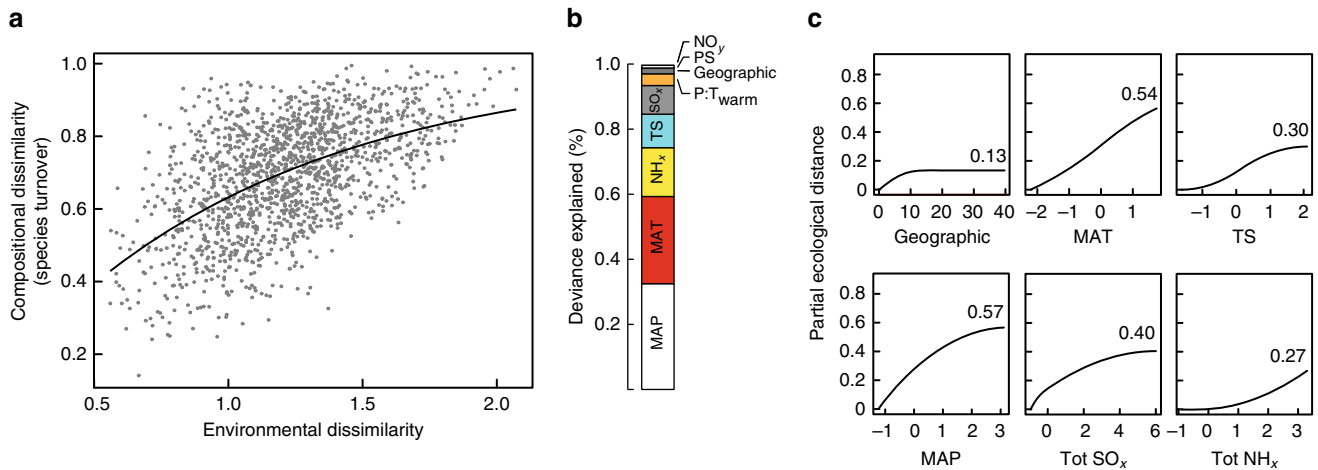 a
Compositional dissimilarity
(species turnover)
1.0
0.8
0.6
0.4
0.2
0.5
1.0
1.5
2.0
Environmental dissimilarity
b
Deviance explained (%)
1.0
0.8
0.6
0.4
0.2
NOy
PS
Geographic
P:Twarm
SOx
TS
NHx
MAT
MAP
c
Partial ecological distance
0.8
0.6
0.4
0.2
0
0.13
0 10 20 30 40
Geographic
0.54
–2 –1 0 1
MAT
0.30
–1 0 1 2
TS
0.8
0.6
0.4
0.2
0
0.57
–1 0 1 2 3
MAP
0.40
0 2 4 6
Tot SOx
0.27
–1 0 1 2 3
Tot NHx